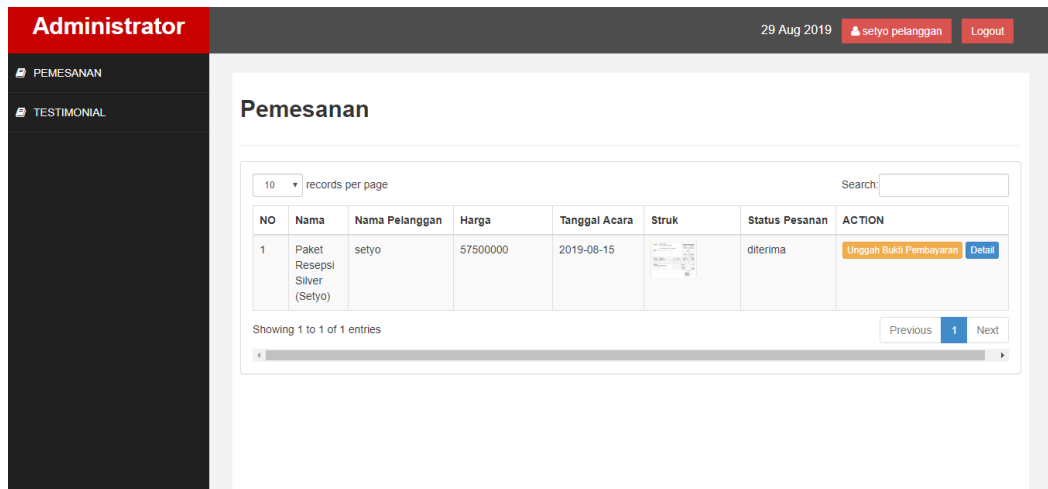 Administrator
29 Aug 2019 setyo pelanggan Logout
PEMESANAN
TESTIMONIAL
Pemesanan
10 records per page Search:
NO Nama Nama Pelanggan Harga Tanggal Acara Struk Status Pesanan ACTION
1 Paket setyo 57500000 2019-08-15 diterima Unggah Bukti Pembayaran Detail
Resepsi
Silver
(Setyo)
Showing 1 to 1 of 1 entries Previous 1 Next